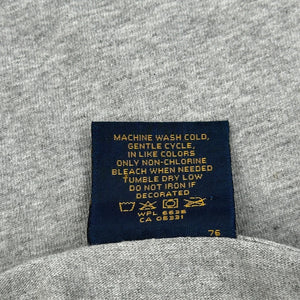 MACHINE WASH COLD,
GENTLE CYCLE,
IN LIKE COLORS
ONLY NON-CHLORINE
BLEACH WHEN NEEDED
TUMBLE DRY LOW
DO NOT IRON IF
DECORATED
WPL 6635
CA 05331
76